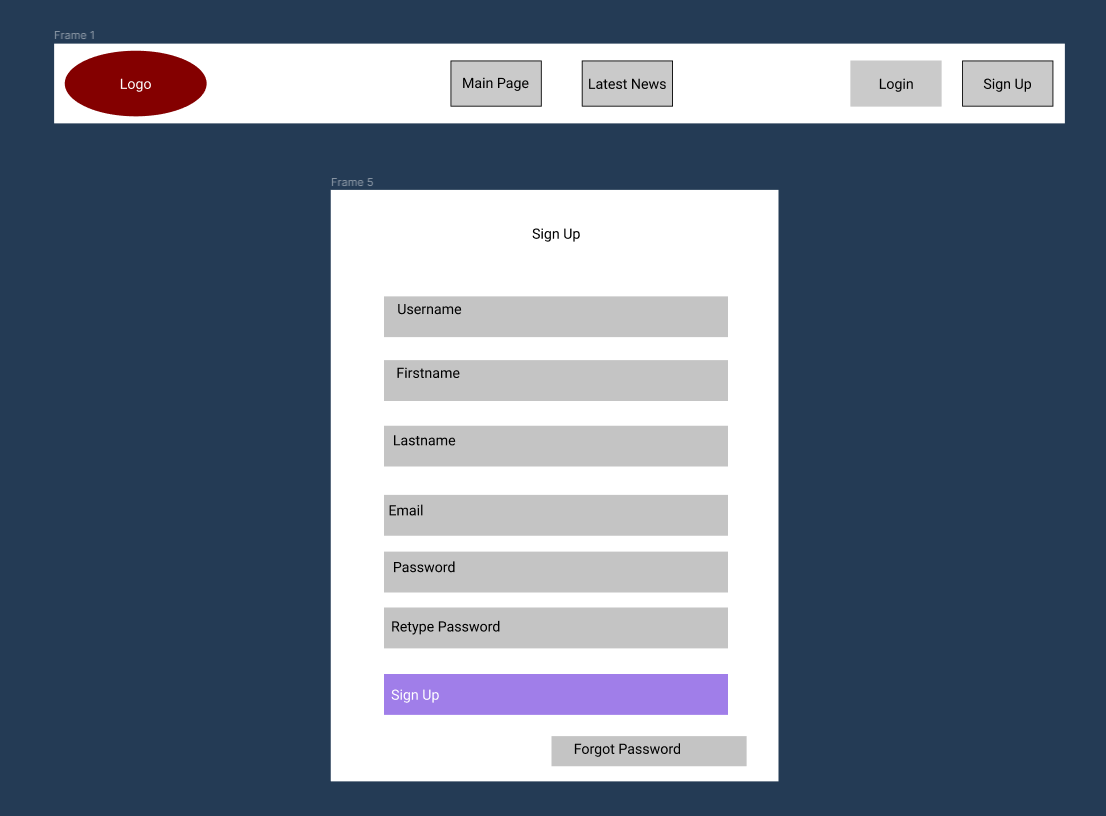 Frame 1
Logo
Main Page
Latest News
Login
Sign Up
Frame 5
Sign Up
Username
Firstname
Lastname
Email
Password
Retype Password
Sign Up
Forgot Password